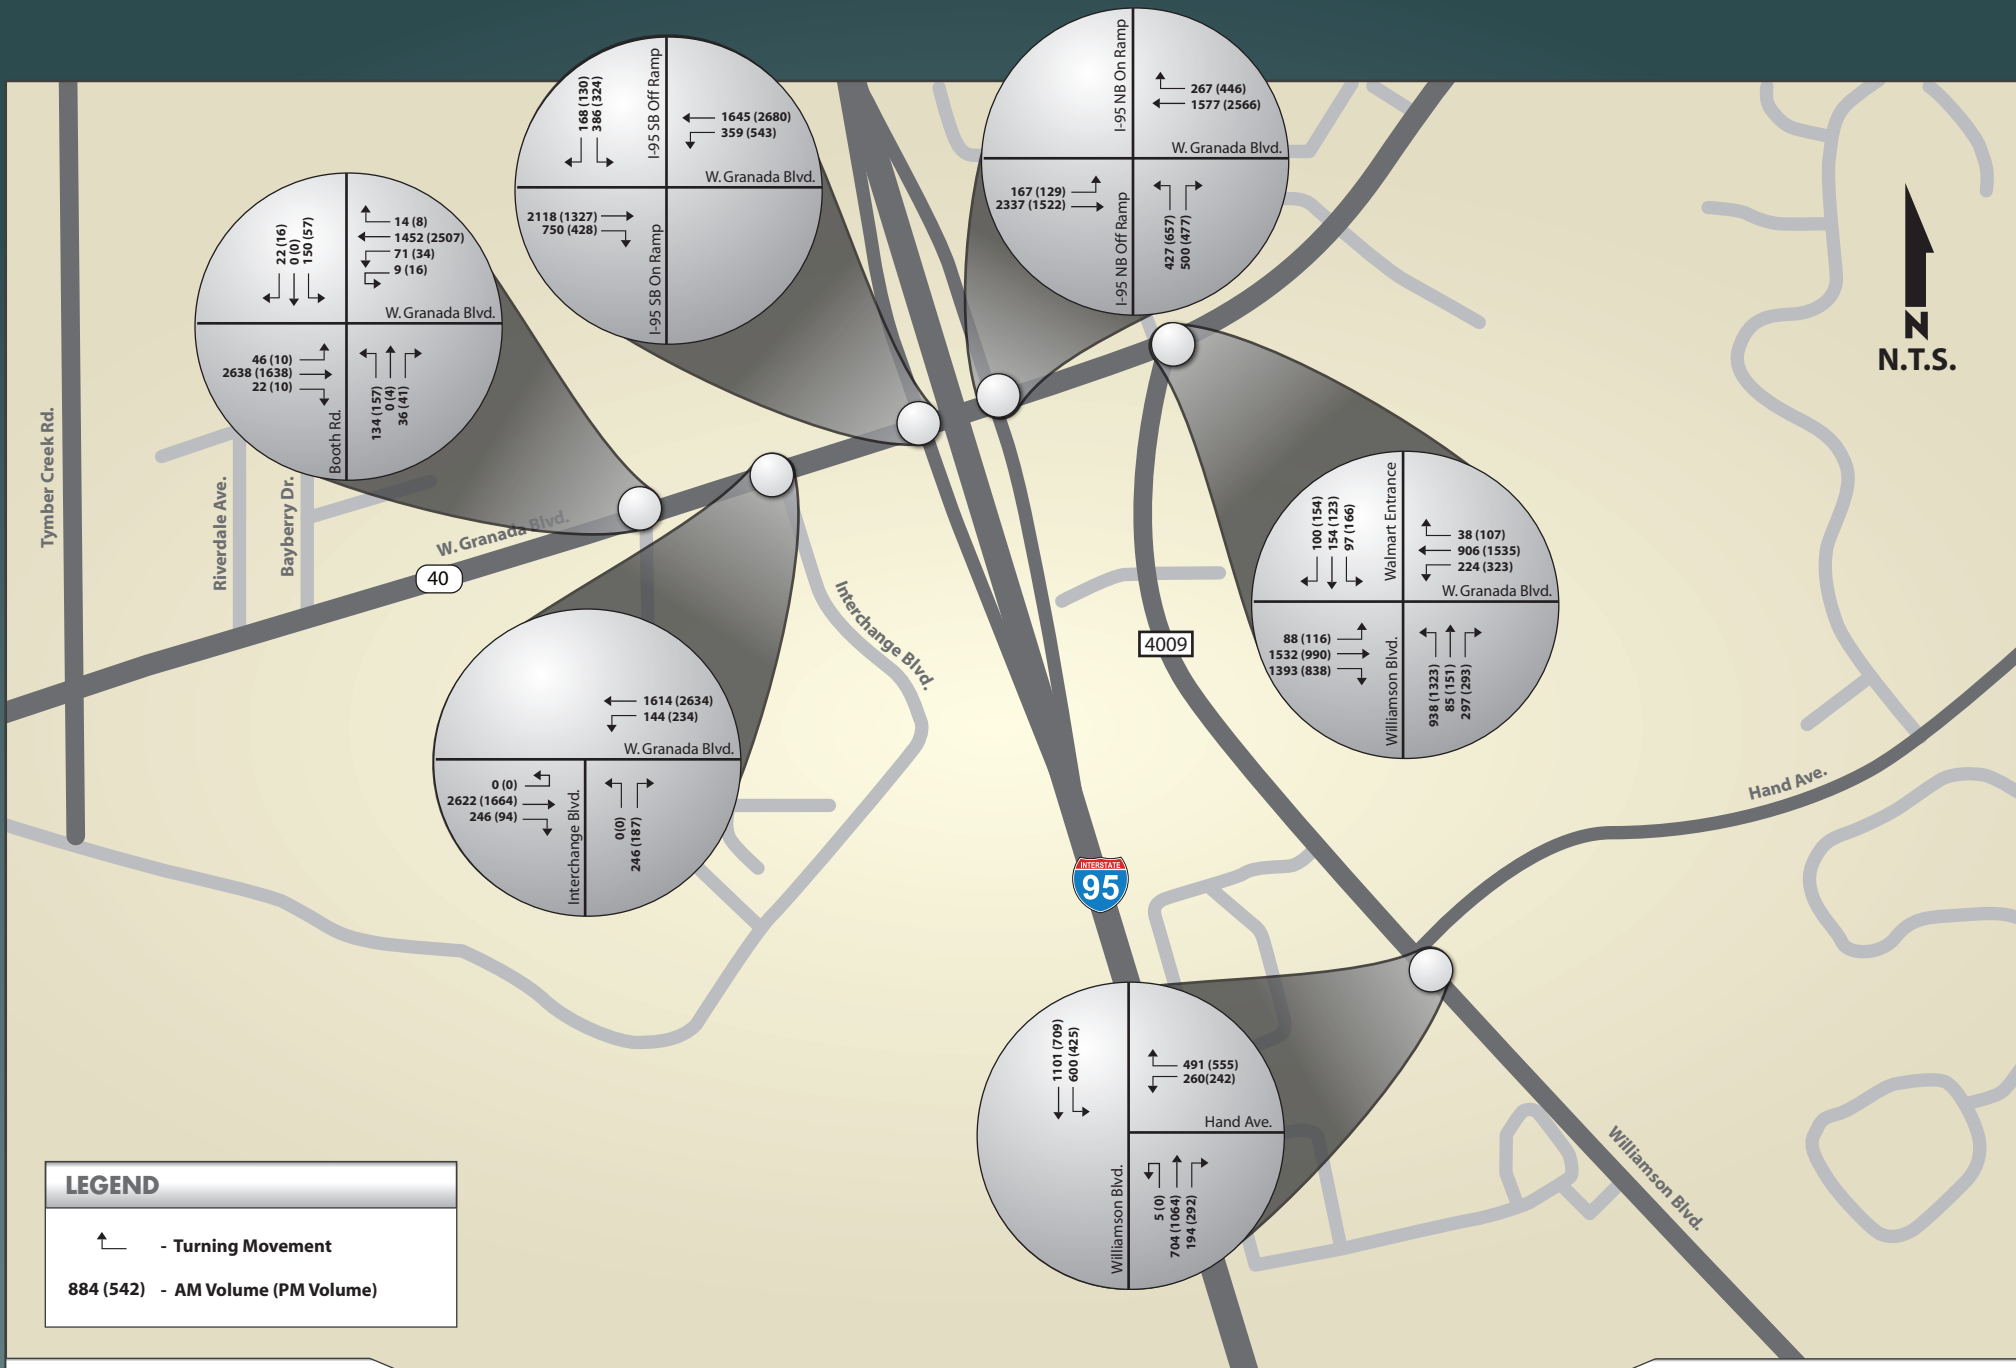 I-95 SB Off Ramp
168 (130)
386 (324)
1645 (2680)
359 (543)
W. Granada Blvd.
2118 (1327)
750 (428)
I-95 SB On Ramp
I-95 NB On Ramp
267 (446)
1577 (2566)
W. Granada Blvd.
167 (129)
2337 (1522)
I-95 NB Off Ramp
427 (657)
500 (477)
22 (16)
0 (0)
150 (57)
14 (8)
1452 (2507)
71 (34)
9 (16)
W. Granada Blvd.
46 (10)
2638 (1638)
22 (10)
Booth Rd.
134 (157)
0 (4)
36 (41)
N
N.T.S.
Tymber Creek Rd.
Riverdale Ave.
Bayberry Dr.
W. Granada Blvd.
40
Interchange Blvd.
4009
100 (154)
154 (123)
97 (166)
Walmart Entrance
38 (107)
906 (1535)
224 (323)
W. Granada Blvd.
88 (116)
1532 (990)
1393 (838)
Williamson Blvd.
938 (1323)
85 (151)
297 (293)
1614 (2634)
144 (234)
W. Granada Blvd.
0 (0)
2622 (1664)
246 (94)
Interchange Blvd.
0(0)
246 (187)
Hand Ave.
INTERSTATE
95
1101 (709)
600 (425)
491 (555)
260(242)
Hand Ave.
Williamson Blvd.
5 (0)
704 (1064)
194 (292)
Williamson Blvd.
LEGEND
- Turning Movement
884 (542) - AM Volume (PM Volume)